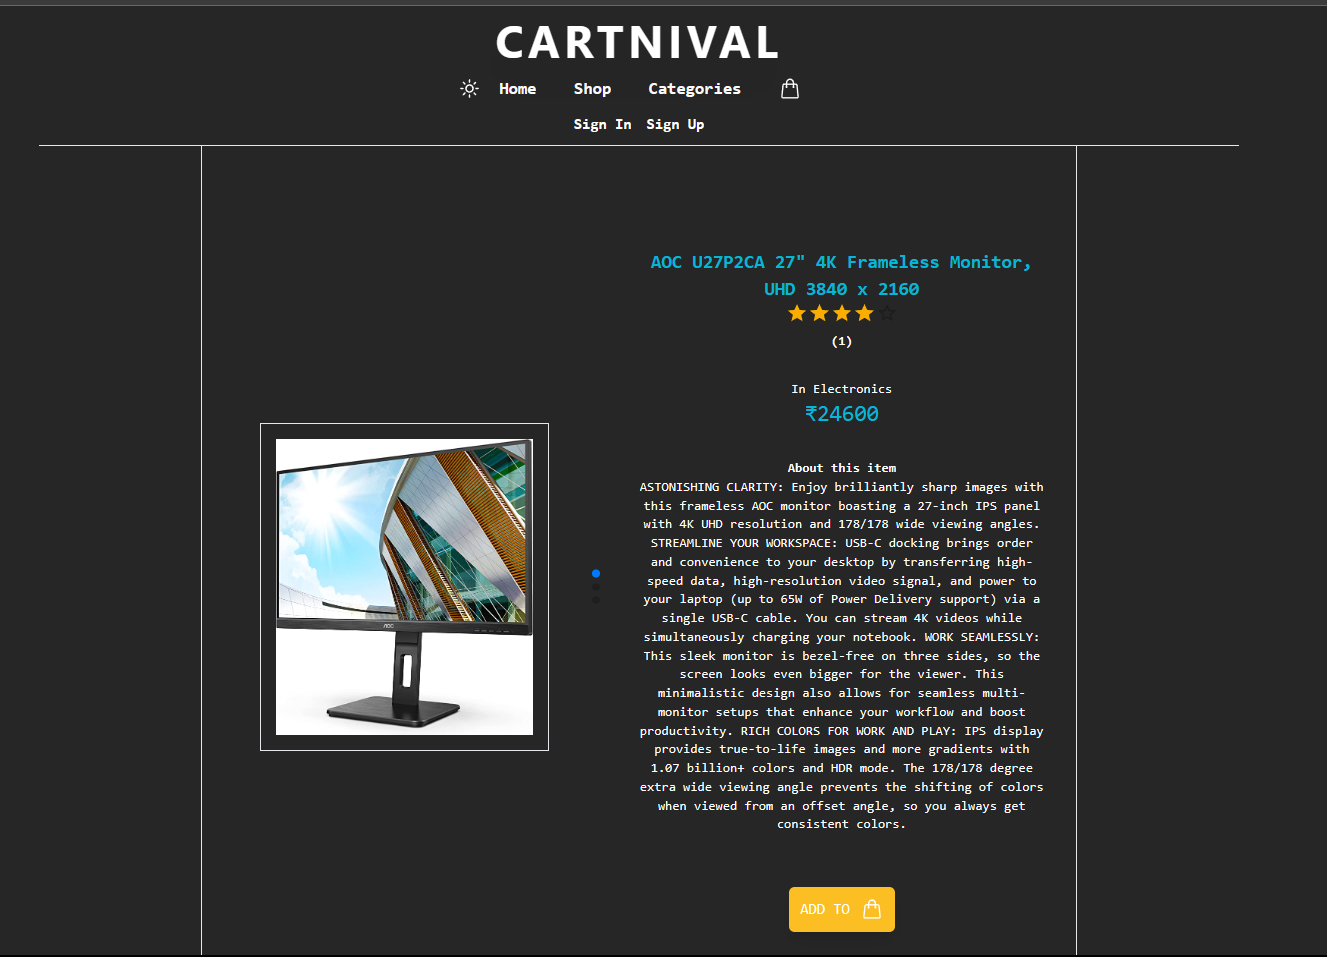 CARTNIVAL
Home Shop Categories
Sign In Sign Up
AOC U27P2CA 27" 4K Frameless Monitor,
UHD 3840 x 2160
(1)
In Electronics
₹24600
About this item
ASTONISHING CLARITY: Enjoy brilliantly sharp images with
this frameless AOC monitor boasting a 27-inch IPS panel
with 4K UHD resolution and 178/178 wide viewing angles.
STREAMLINE YOUR WORKSPACE: USB-C docking brings order
and convenience to your desktop by transferring high-
speed data, high-resolution video signal, and power to
your laptop (up to 65W of Power Delivery support) via a
single USB-C cable. You can stream 4K videos while
simultaneously charging your notebook. WORK SEAMLESSLY:
This sleek monitor is bezel-free on three sides, so the
screen looks even bigger for the viewer. This
minimalistic design also allows for seamless multi-
monitor setups that enhance your workflow and boost
productivity. RICH COLORS FOR WORK AND PLAY: IPS display
provides true-to-life images and more gradients with
1.07 billion+ colors and HDR mode. The 178/178 degree
extra wide viewing angle prevents the shifting of colors
when viewed from an offset angle, so you always get
consistent colors.
AOC
ADD TO